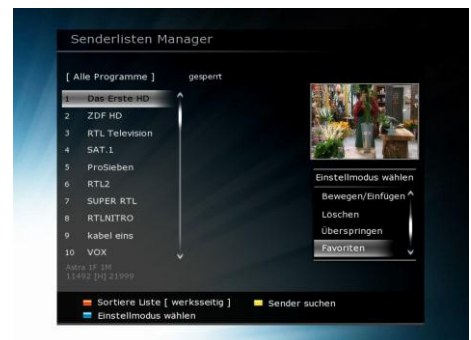 Senderlisten Manager
[ Alle Programme ] gesperrt
1 Das Erste HD
2 ZDF HD
3 RTL Television
4 SAT.1
5 ProSieben
6 RTL2
7 SUPER RTL
8 RTLNITRO
9 kabel eins
10 VOX
Astra 1F 1M
11492 [H] 21999
Einstellmodus wählen
Bewegen/Einfügen
Löschen
Überspringen
Favoriten
Sortiere Liste [ werksseitig ] Sender suchen
Einstellmodus wählen